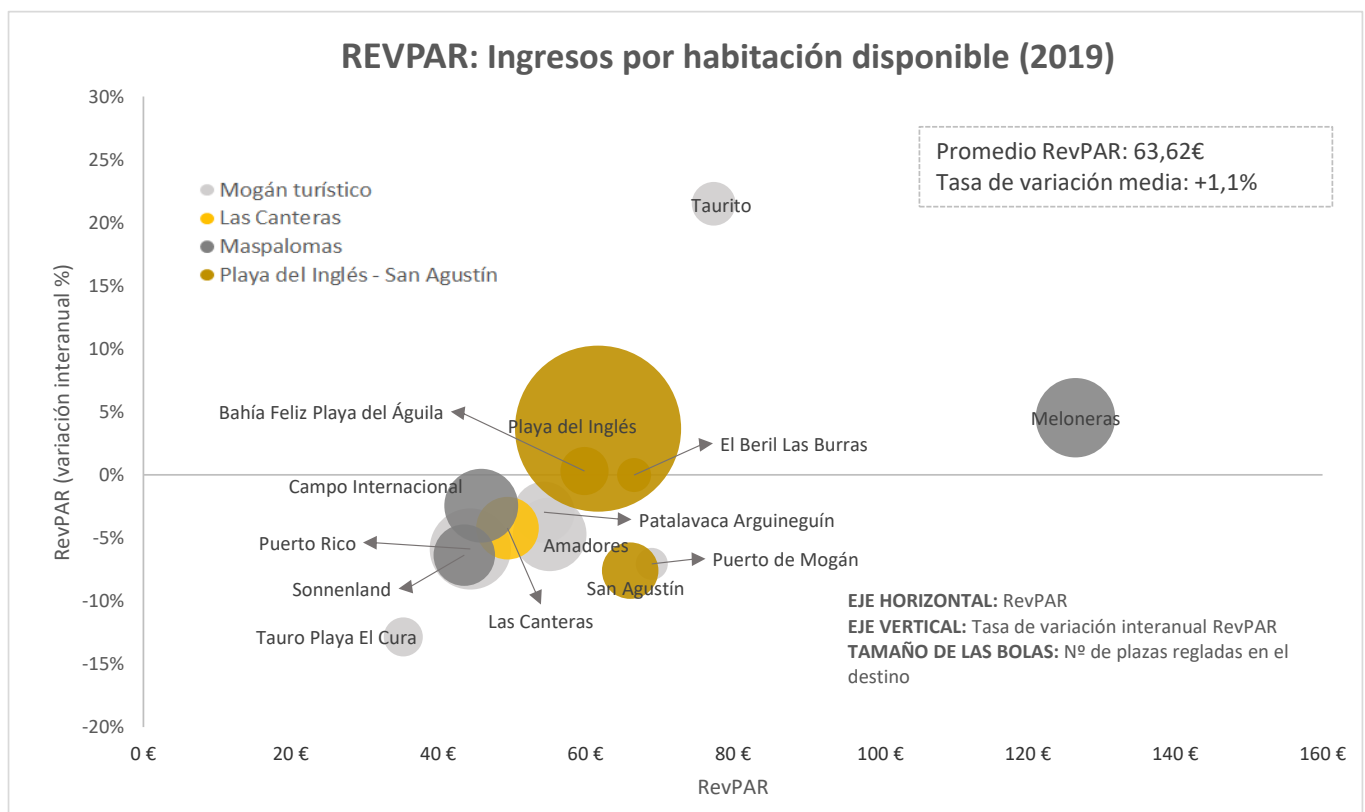 REVPAR: Ingresos por habitación disponible (2019)
30%
25%
20%
15%
10%
5%
0%
-5%
-10%
-15%
-20%
RevPAR (variación interanual %)
Promedio RevPAR: 63,62€
Tasa de variación media: +1,1%
Mogán turístico
Las Canteras
Maspalomas
Playa del Inglés - San Agustín
Taurito
Bahía Feliz Playa del Águila
Playa del Inglés
Meloneras
El Beril Las Burras
Campo Internacional
Patalavaca Arguineguín
Puerto Rico
Amadores
Puerto de Mogán
Sonnenland
San Agustín
Las Canteras
Tauro Playa El Cura
EJE HORIZONTAL: RevPAR
EJE VERTICAL: Tasa de variación interanual RevPAR
TAMAÑO DE LAS BOLAS: Nº de plazas regladas en el
destino
0 € 20 € 40 € 60 € 80 € 100 € 120 € 140 € 160 €
RevPAR